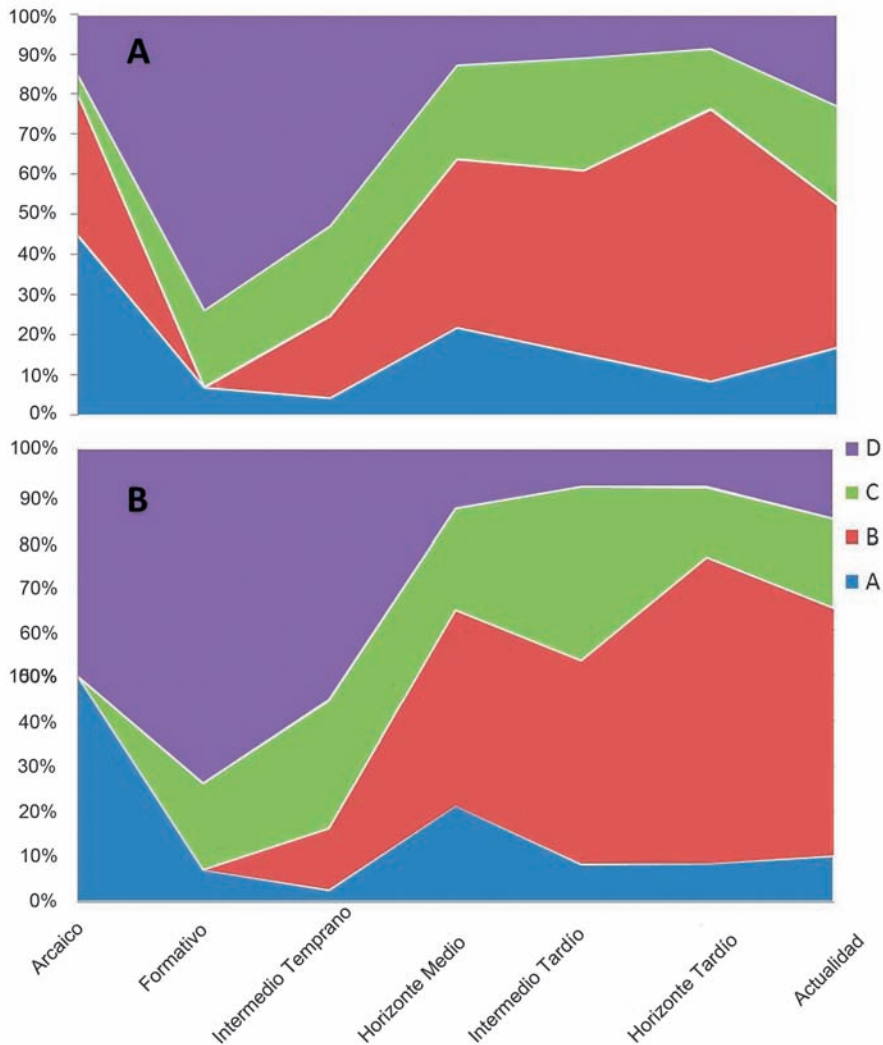 100%
90%
80%
70%
60%
50%
40%
30%
20%
10%
0%
A
100%
90%
80%
70%
60%
40%
30%
20%
10%
0%
B
D
C
B
A
Arcaico
Formativo
Intermedio Temprano
Horizonte Medio
Intermedio Tardío
Horizonte Tardío
Actualidad